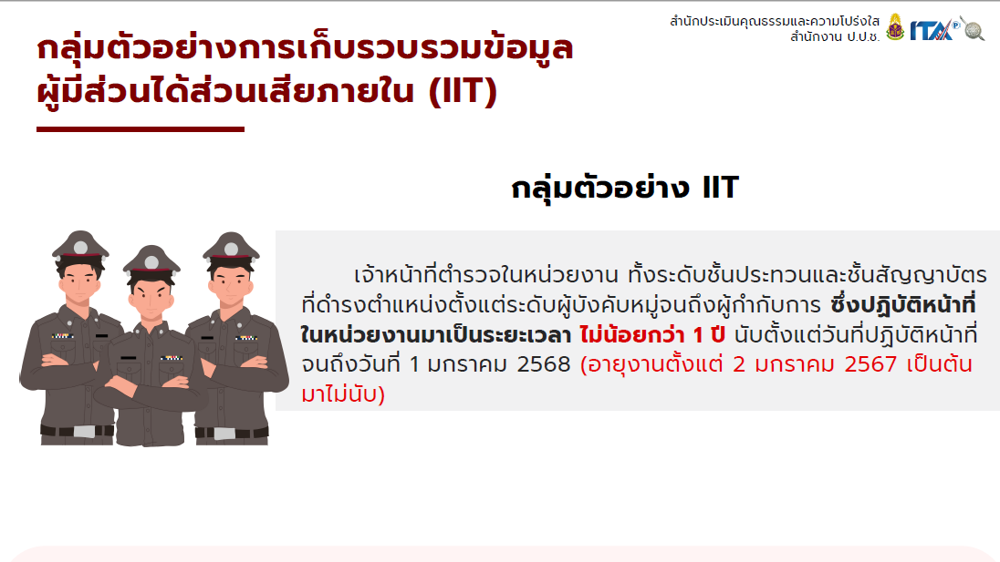 สำนักประเมินคุณธรรมและความโปร่งใส
สำนักงาน ป.ป.ช.
ITA
P
กลุ่มตัวอย่างการเก็บรวบรวมข้อมูล
ผู้มีส่วนได้ส่วนเสียภายใน (IIT)
กลุ่มตัวอย่าง IIT
เจ้าหน้าที่ตำรวจในหน่วยงาน ทั้งระดับชั้นประทวนและชั้นสัญญาบัตร
ที่ดำรงตำแหน่งตั้งแต่ระดับผู้บังคับหมู่จนถึงผู้กำกับการ ซึ่งปฏิบัติหน้าที่
ในหน่วยงานมาเป็นระยะเวลา ไม่น้อยกว่า 1 ปี นับตั้งแต่วันที่ปฏิบัติหน้าที่
จนถึงวันที่ 1 มกราคม 2568 (อายุงานตั้งแต่ 2 มกราคม 2567 เป็นต้น
มาไม่นับ)